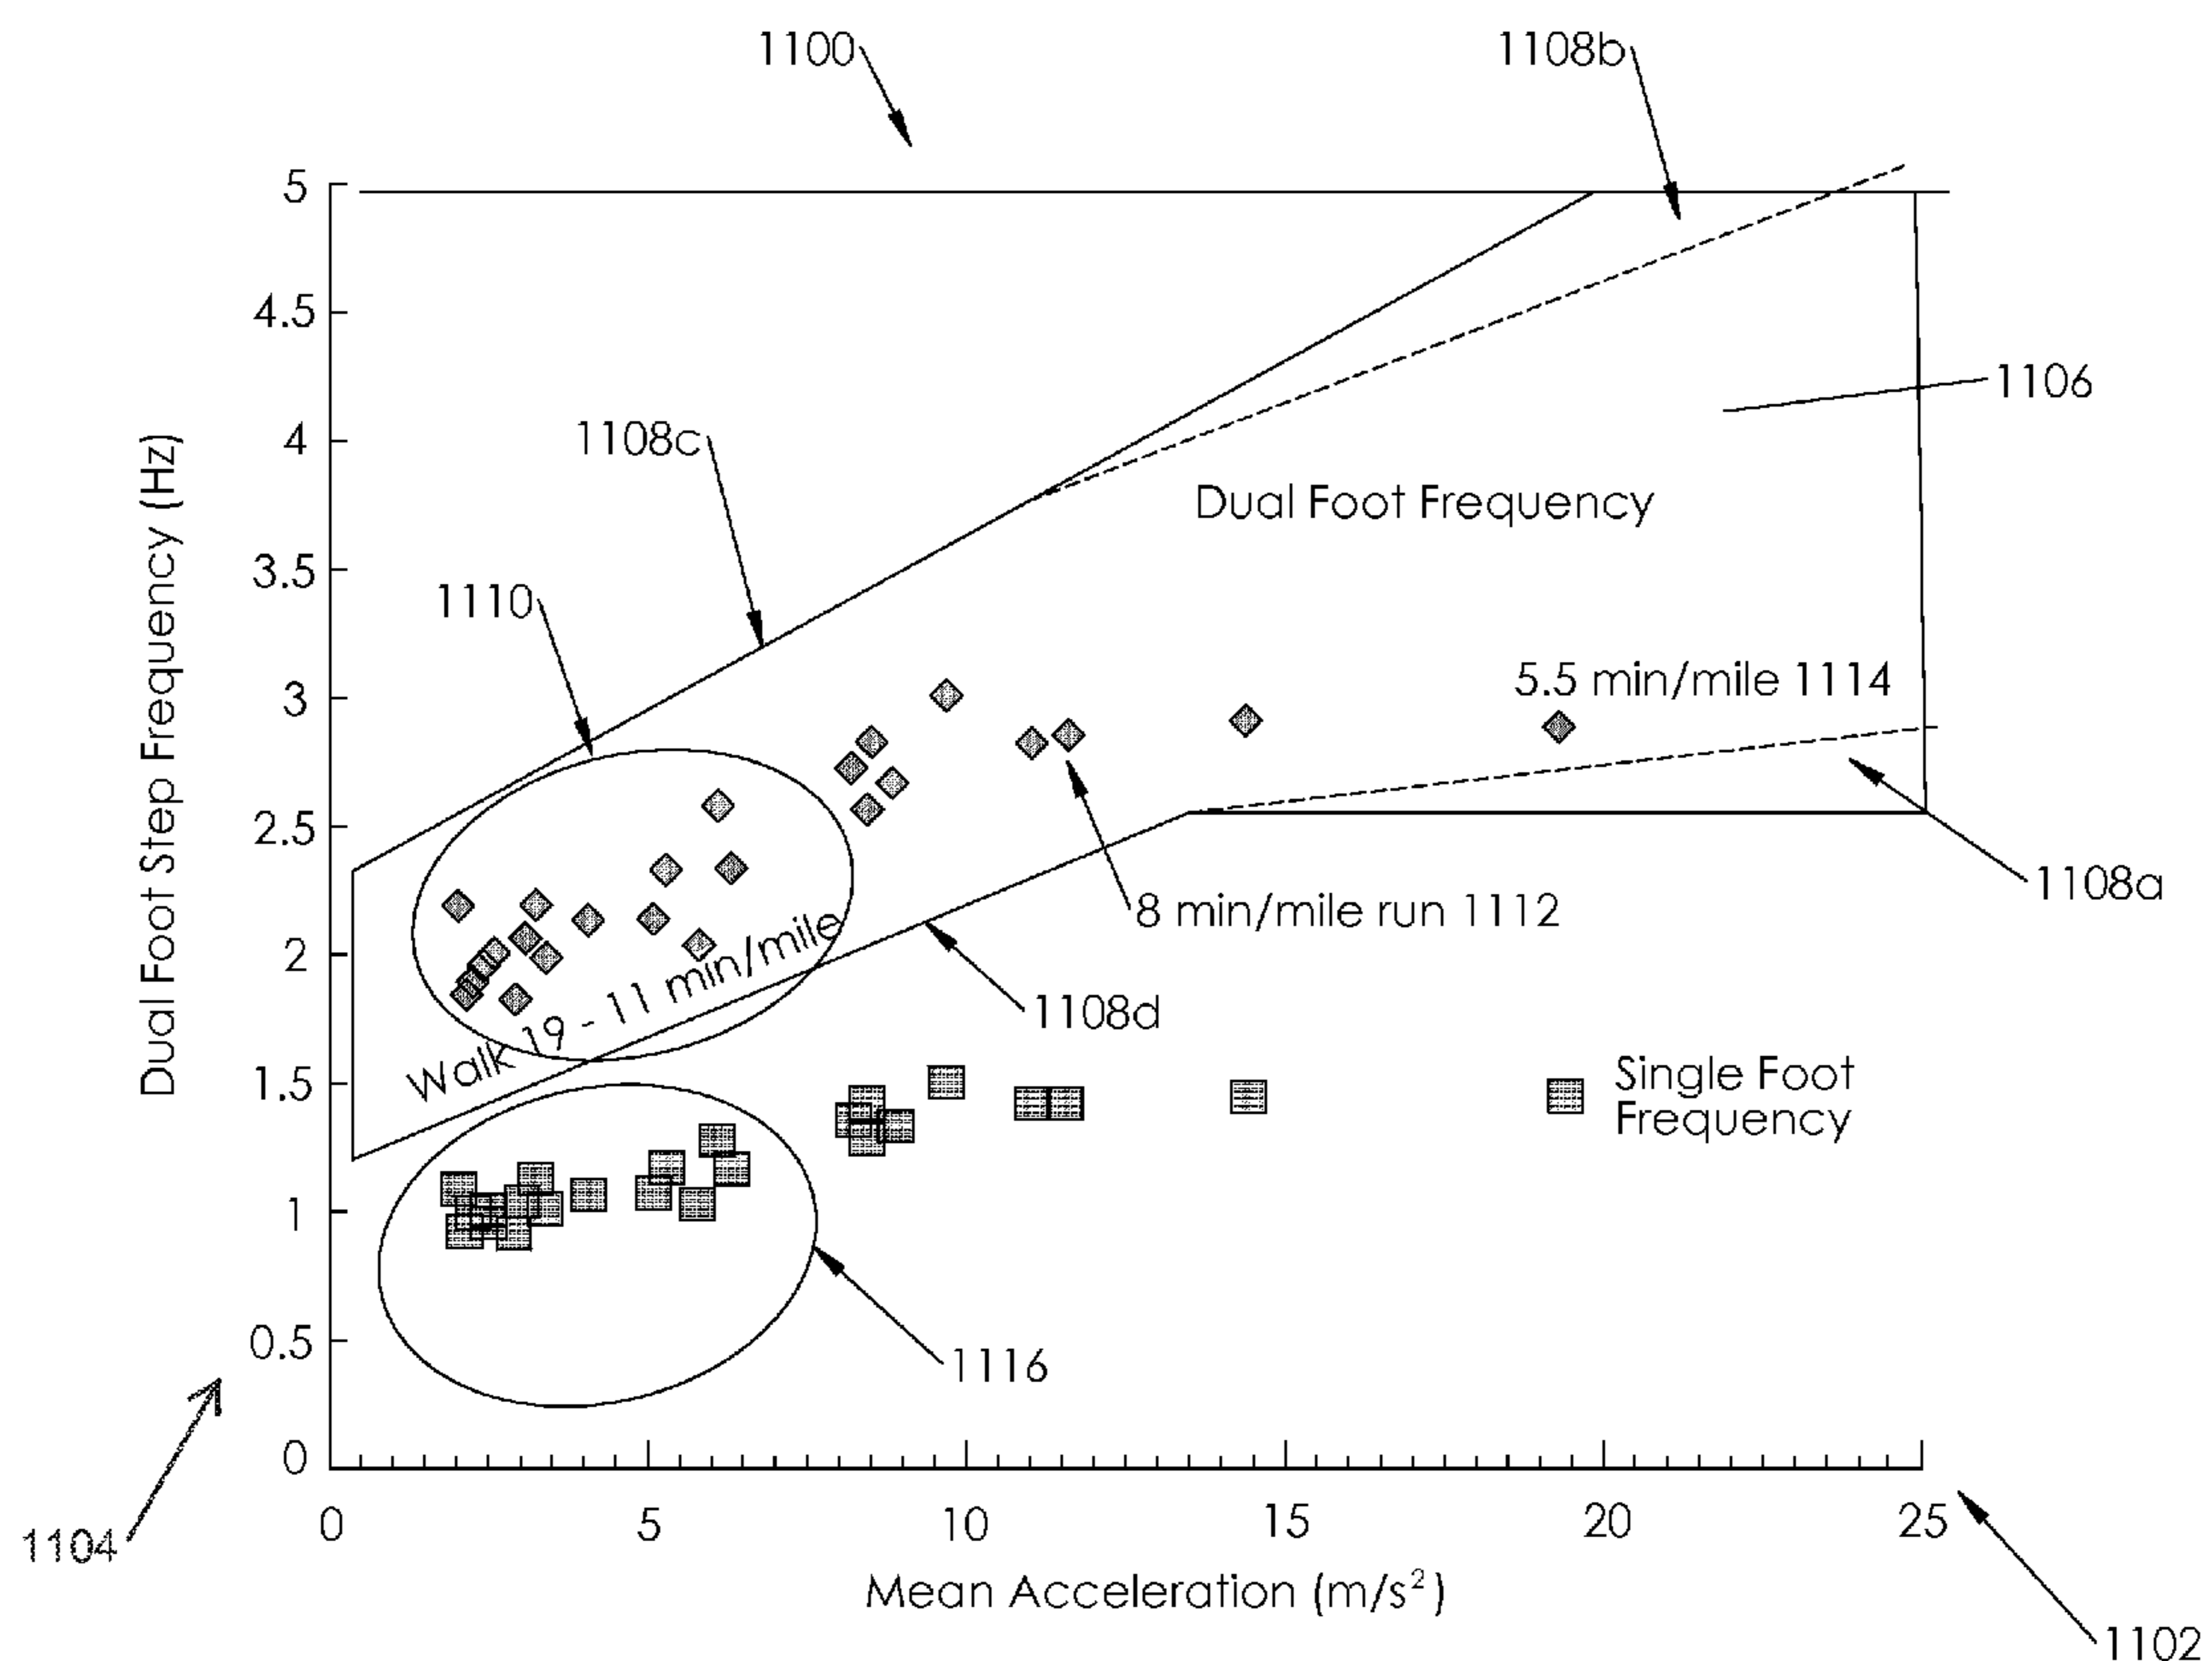 1100
1108b
5
4.5
1106
4
1108c
Dual Foot Frequency
3.5
1110
3
5.5 min/mile 1114
2.5
1108a
8 min/mile run 1112
2
Walk 19 - 11 min/mile
1108d
1.5
Single Foot
Frequency
1
0.5
1116
0
Dual Foot Step Frequency (Hz)
0 5 10 15 20 25
1104
Mean Acceleration (m/s²)
1102